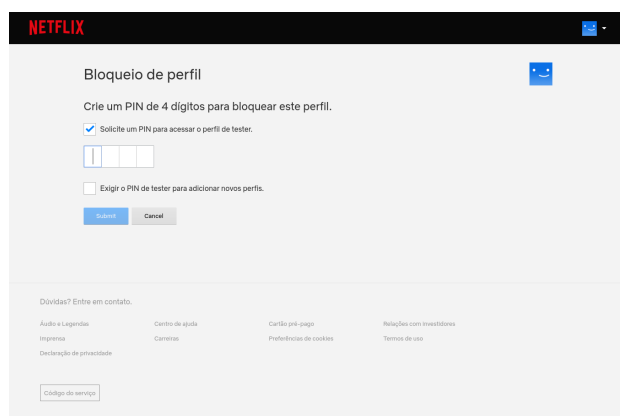 NETFLIX
Bloqueio de perfil
Crie um PIN de 4 dígitos para bloquear este perfil.
Solicite um PIN para acessar o perfil de tester.
Exigir o PIN de tester para adicionar novos perfis.
Submit Cancel
Dúvidas? Entre em contato.
Áudio e Legendas Centro de ajuda Cartão pré-pago Relações com investidores
Imprensa Carreiras Preferências de cookies Termos de uso
Declaração de privacidade
Código do serviço